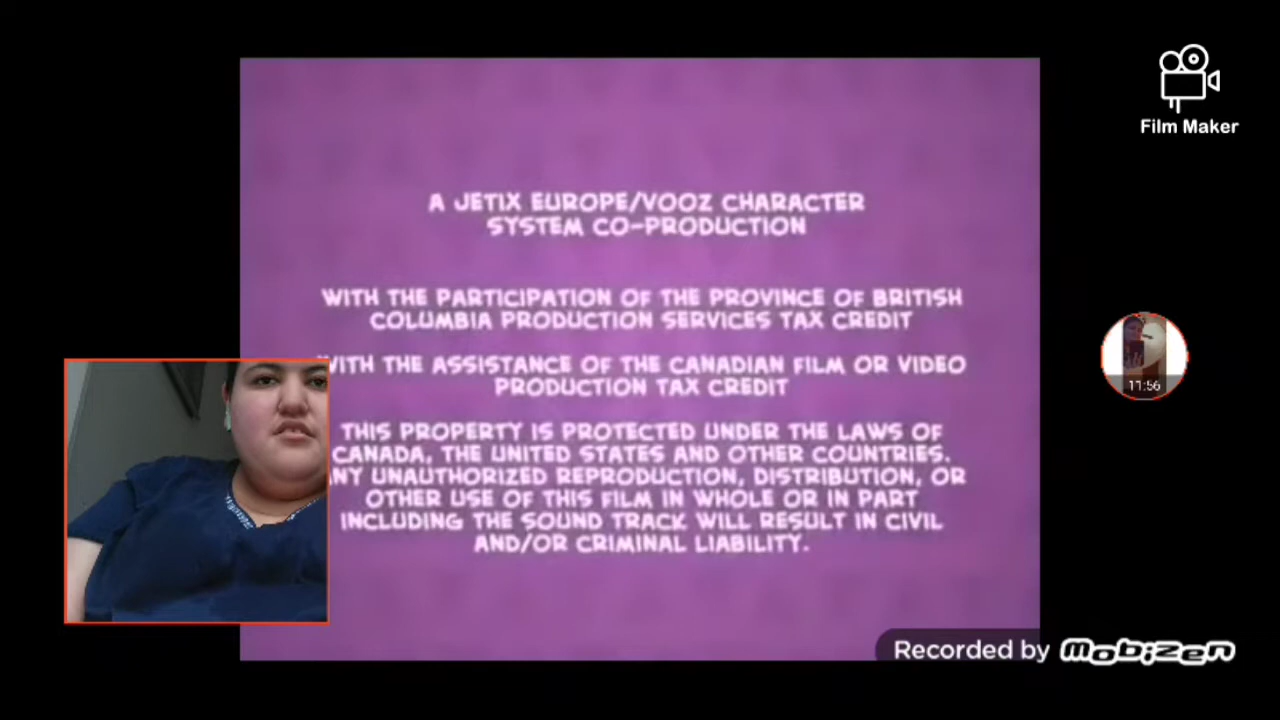 Film Maker
A JETIX EUROPE/VOOZ CHARACTER
SYSTEM CO-PRODUCTION
WITH THE PARTICIPATION OF THE PROVINCE OF BRITISH
COLUMBIA PRODUCTION SERVICES TAX CREDIT
WITH THE ASSISTANCE OF THE CANADIAN FILM OR VIDEO
PRODUCTION TAX CREDIT
11:56
THIS PROPERTY IS PROTECTED UNDER THE LAWS OF
CANADA, THE UNITED STATES AND OTHER COUNTRIES.
ANY UNAUTHORIZED REPRODUCTION, DISTRIBUTION, OR
OTHER USE OF THIS FILM IN WHOLE OR IN PART
INCLUDING THE SOUND TRACK WILL RESULT IN CIVIL
AND/OR CRIMINAL LIABILITY.
Recorded by mobizen